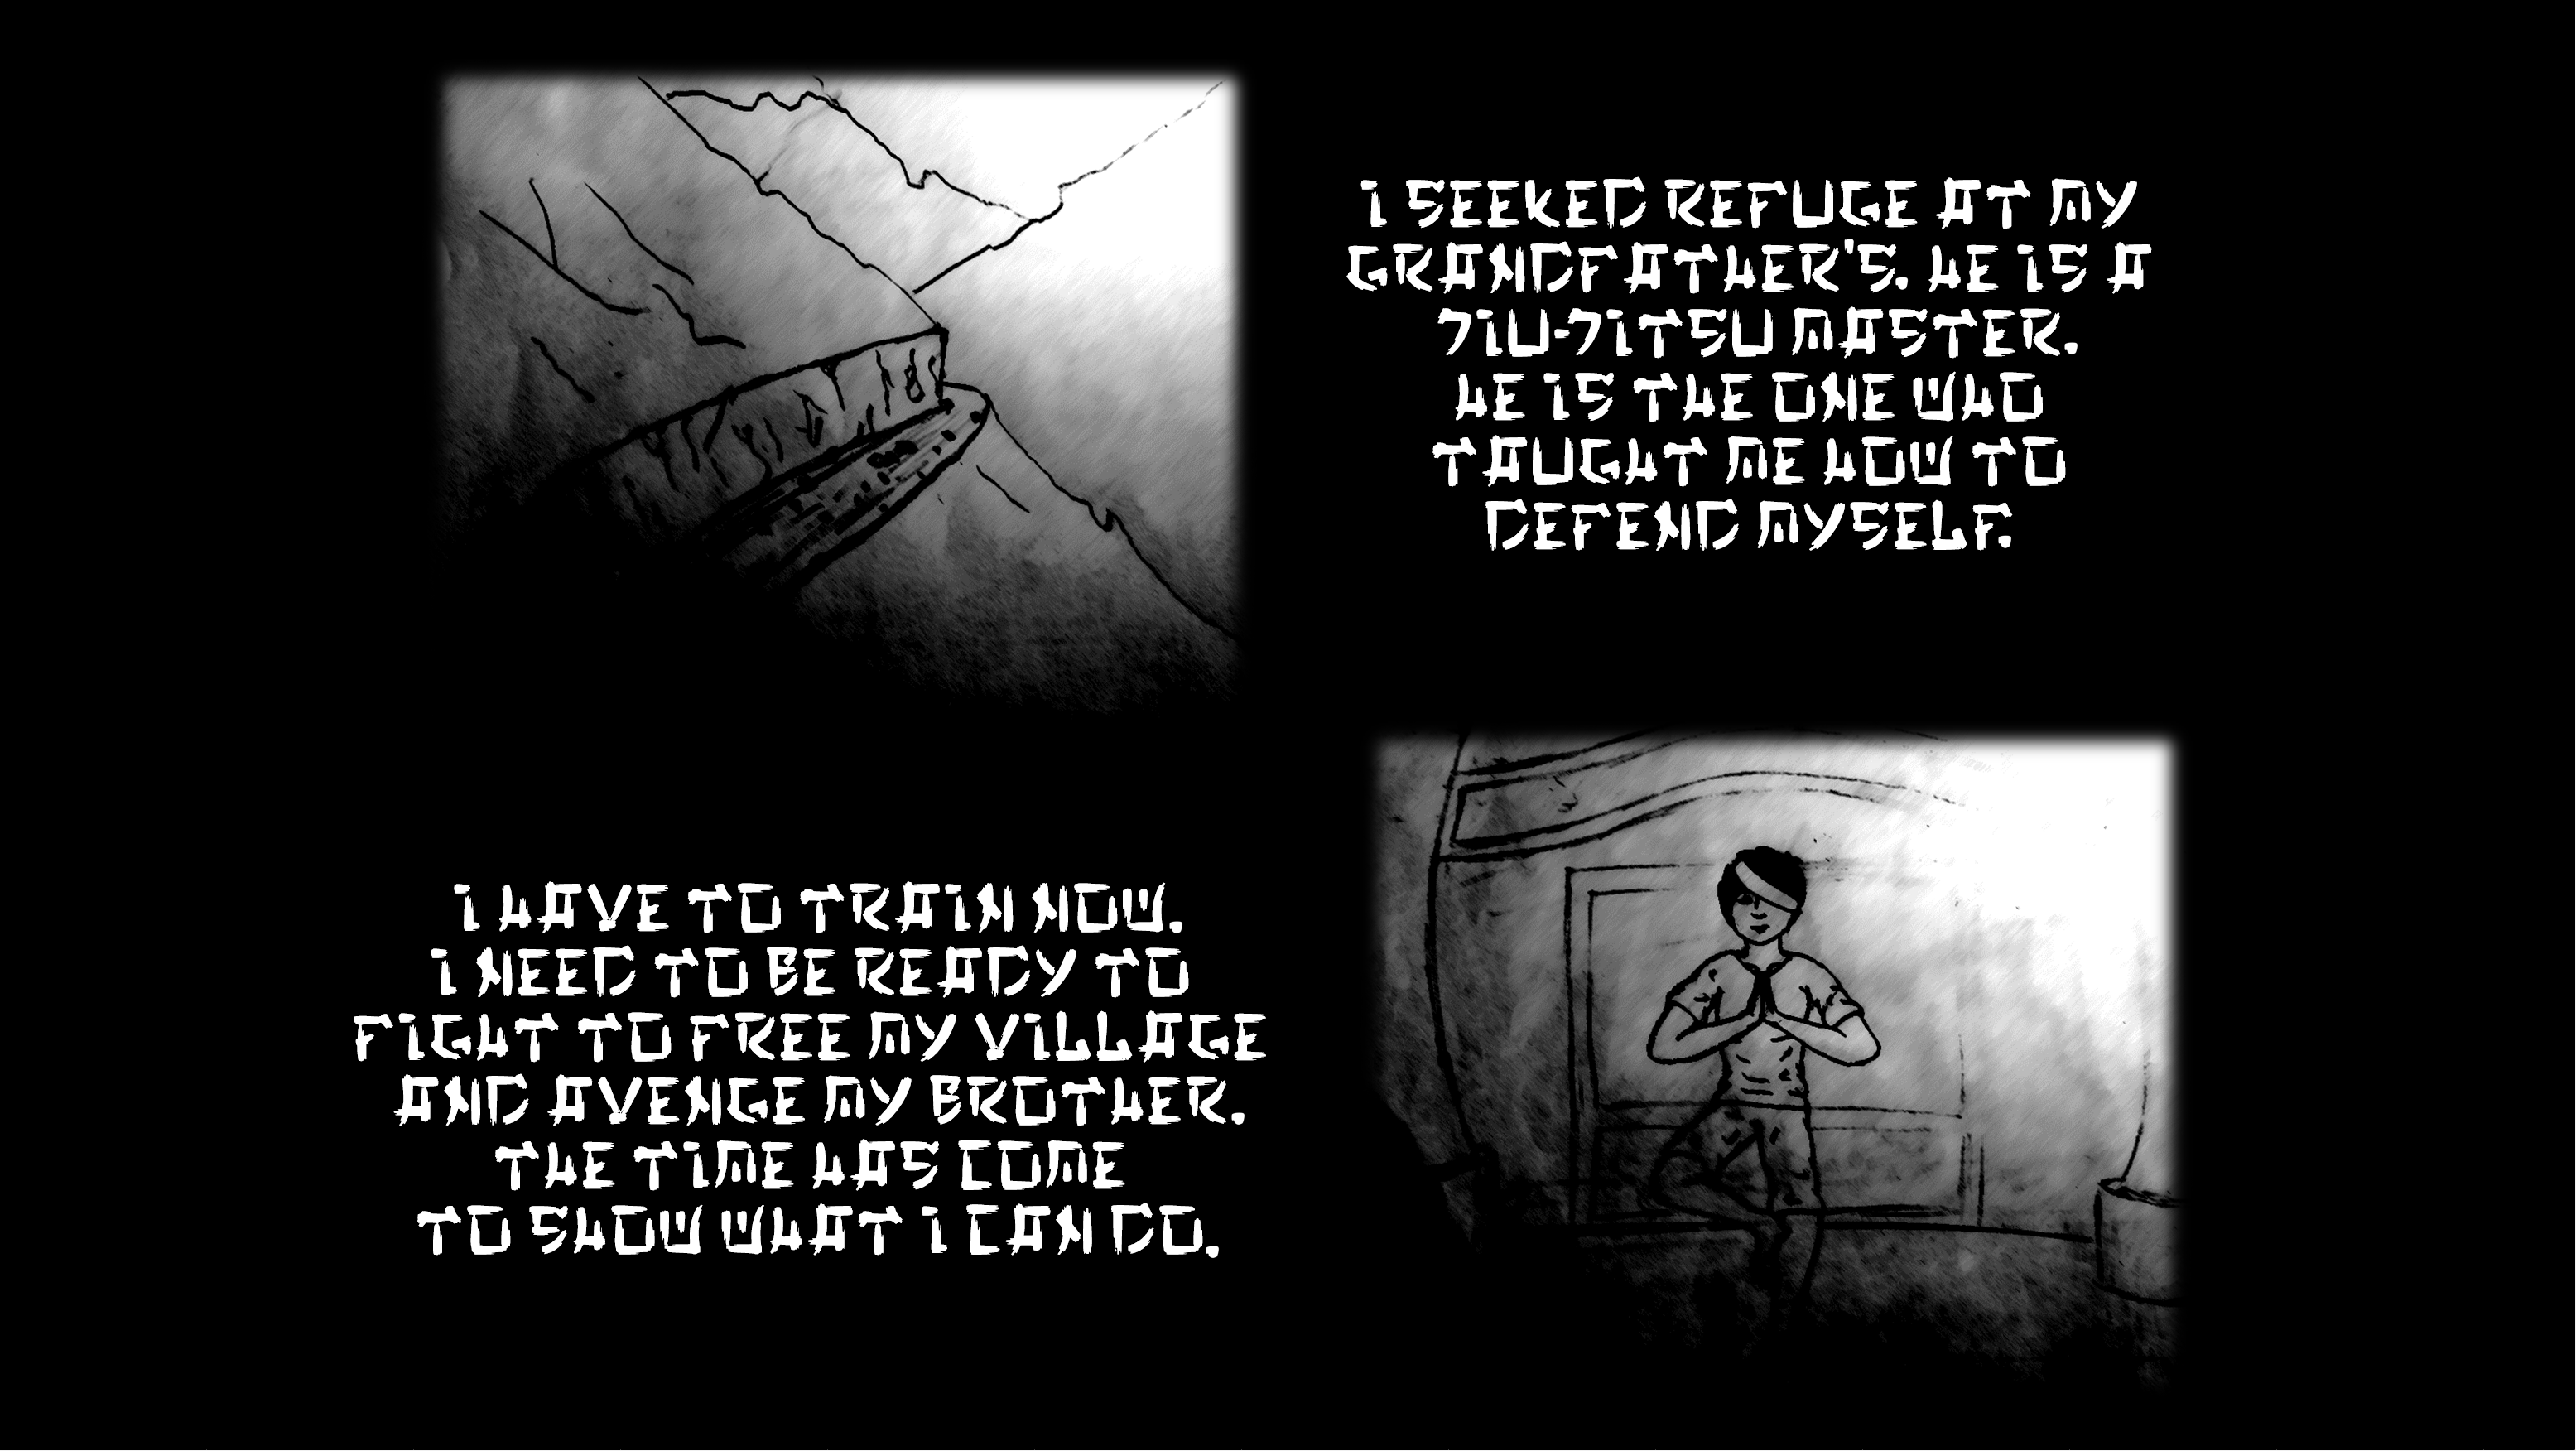 I SEEKED REFUGE AT MY
GRANDFATHER'S. HE IS A
JIU-JITSU MASTER.
HE IS THE ONE WHO
TAUGHT ME HOW TO
DEFEND MYSELF.
I HAVE TO TRAIN NOW.
I NEED TO BE READY TO
FIGHT TO FREE MY VILLAGE
AND AVENGE MY BROTHER.
THE TIME HAS COME
TO SHOW WHAT I CAN DO.